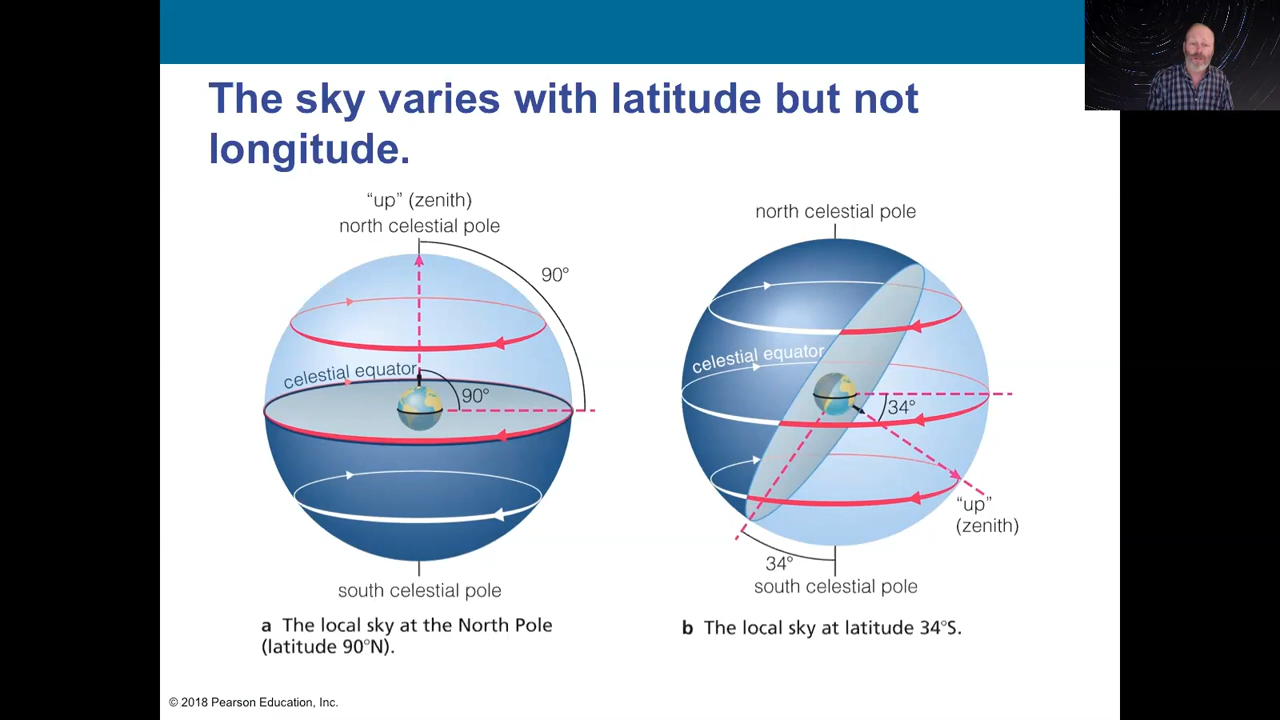 The sky varies with latitude but not
longitude.
“up” (zenith)
north celestial pole
90°
celestial equator
90°
south celestial pole
a The local sky at the North Pole
(latitude 90°N).
north celestial pole
celestial equator
34°
“up”
(zenith)
34°
south celestial pole
b The local sky at latitude 34°S.
© 2018 Pearson Education, Inc.